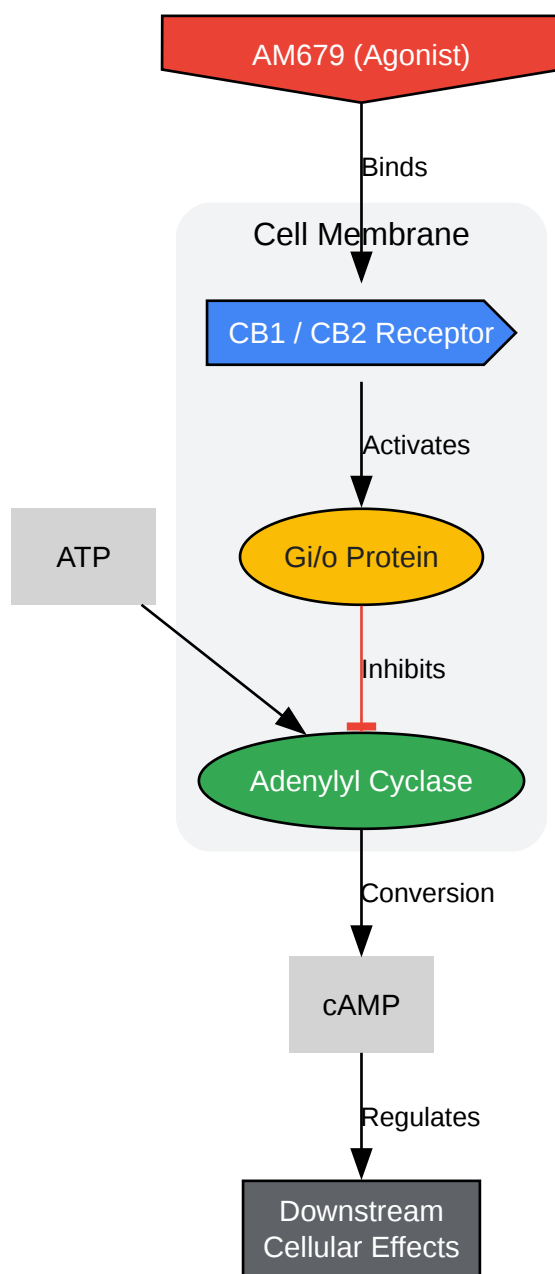 AM679 (Agonist)
Binds
Cell Membrane
CB1 / CB2 Receptor
Activates
ATP
Gi/o Protein
Inhibits
Adenylyl Cyclase
Conversion
cAMP
Regulates
Downstream
Cellular Effects